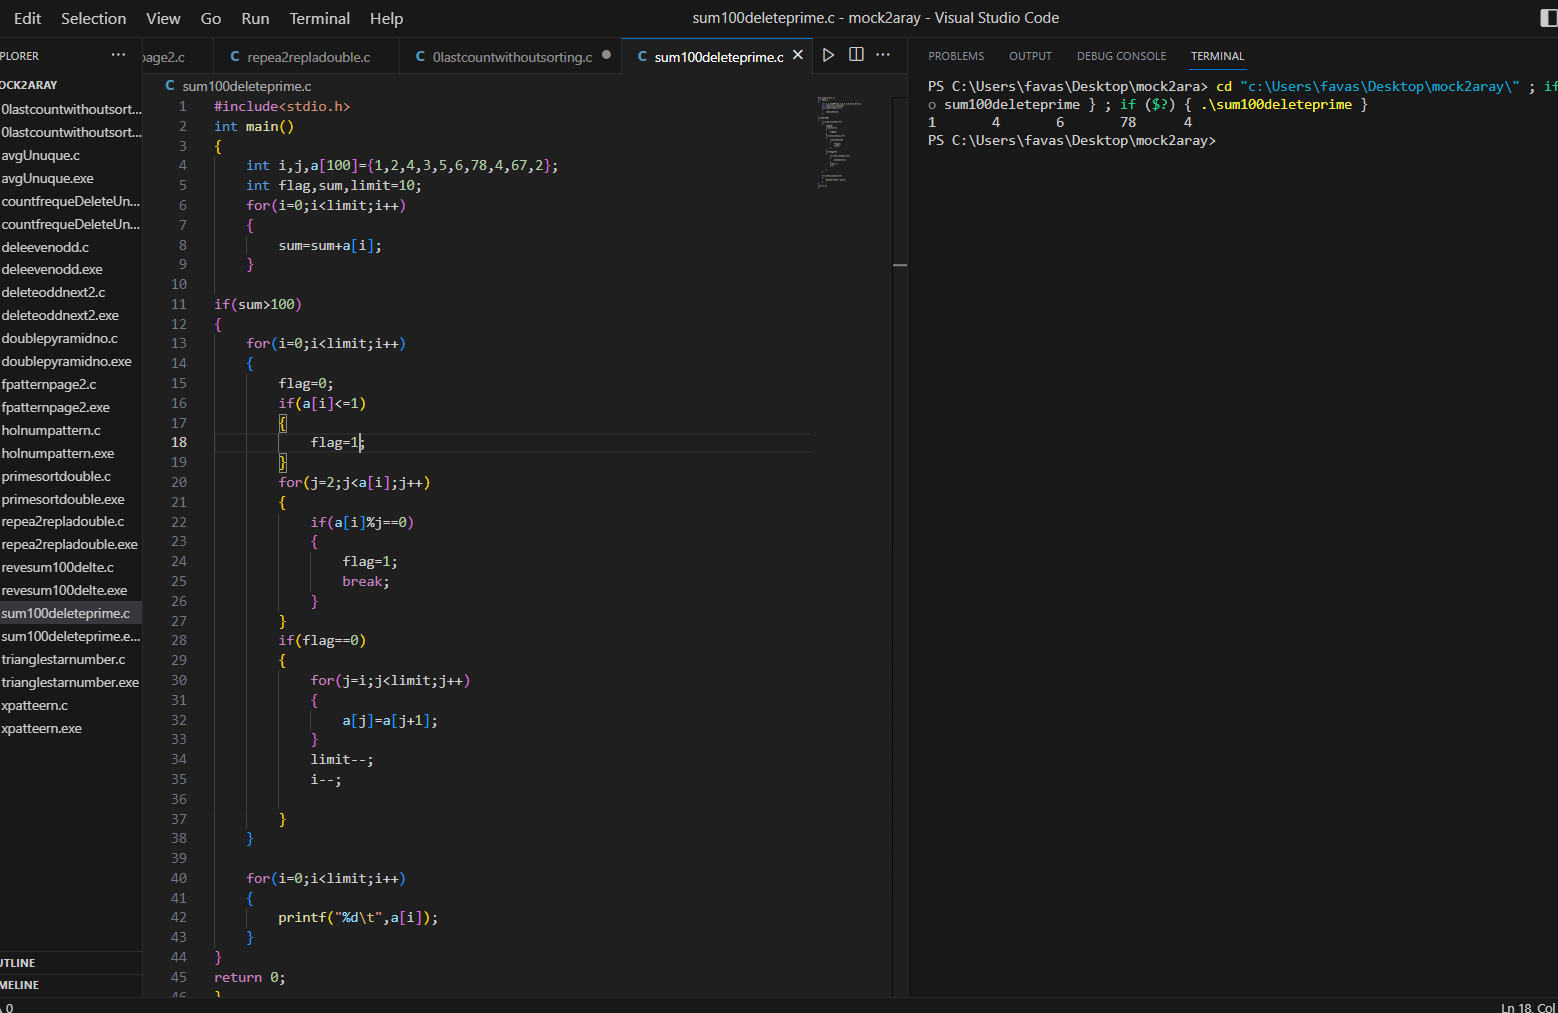 Edit Selection View Go Run Terminal Help
sum100deleteprime.c - mock2aray - Visual Studio Code
PLORER ···
OCK2ARAY
0lastcountwithoutsort...
0lastcountwithoutsort...
avgUnuque.c
avgUnuque.exe
countfrequeDeleteUn...
countfrequeDeleteUn...
deleevenodd.c
deleevenodd.exe
deleteoddnext2.c
deleteoddnext2.exe
doublepyramidno.c
doublepyramidno.exe
fpatternpage2.c
fpatternpage2.exe
holnumpattern.c
holnumpattern.exe
primesortdouble.c
primesortdouble.exe
repea2repladouble.c
repea2repladouble.exe
revesum100delte.c
revesum100delte.exe
sum100deleteprime.c
sum100deleteprime.e...
trianglestarnumber.c
trianglestarnumber.exe
xpatteern.c
xpatteern.exe
UTLINE
MELINE
page2.c C repea2repladouble.c C 0lastcountwithoutsorting.c C sum100deleteprime.c
C sum100deleteprime.c
1 #include<stdio.h>
2 int main()
3 {
4 int i,j,a[100]={1,2,4,3,5,6,78,4,67,2};
5 int flag,sum,limit=10;
6 for(i=0;i<limit;i++)
7 {
8 sum=sum+a[i];
9 }
10
11 if(sum>100)
12 {
13 for(i=0;i<limit;i++)
14 {
15 flag=0;
16 if(a[i]<=1)
17 {
18 flag=1;
19 }
20 for(j=2;j<a[i];j++)
21 {
22 if(a[i]%j==0)
23 {
24 flag=1;
25 break;
26 }
27 }
28 if(flag==0)
29 {
30 for(j=i;j<limit;j++)
31 {
32 a[j]=a[j+1];
33 }
34 limit--;
35 i--;
36
37 }
38 }
39
40 for(i=0;i<limit;i++)
41 {
42 printf("%d\t",a[i]);
43 }
44 }
45 return 0;
46 }
PROBLEMS OUTPUT DEBUG CONSOLE TERMINAL
PS C:\Users\favas\Desktop\mock2ara> cd "c:\Users\favas\Desktop\mock2aray\" ; if
o sum100deleteprime } ; if ($?) { .\sum100deleteprime }
1 4 6 78 4
PS C:\Users\favas\Desktop\mock2aray>
0
Ln 18, Col